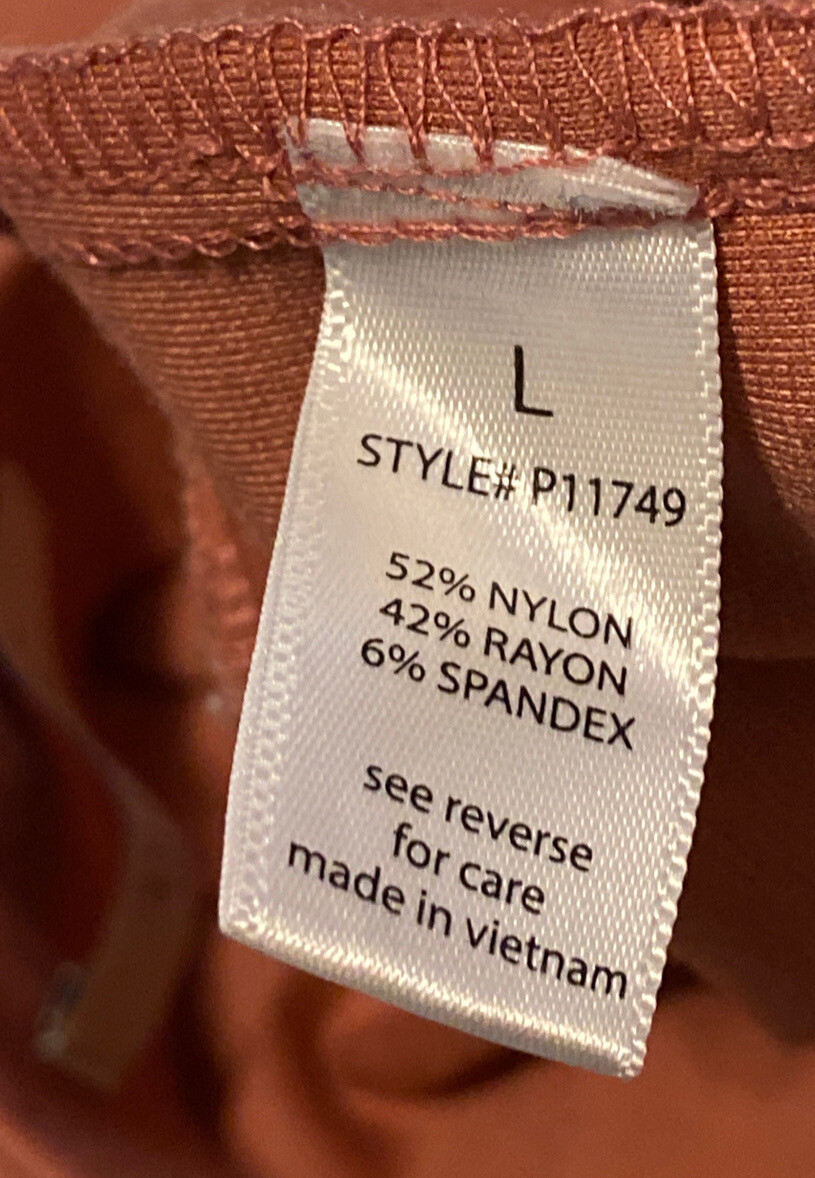 L
STYLE# P11749
52% NYLON
42% RAYON
6% SPANDEX
see reverse
for care
made in vietnam